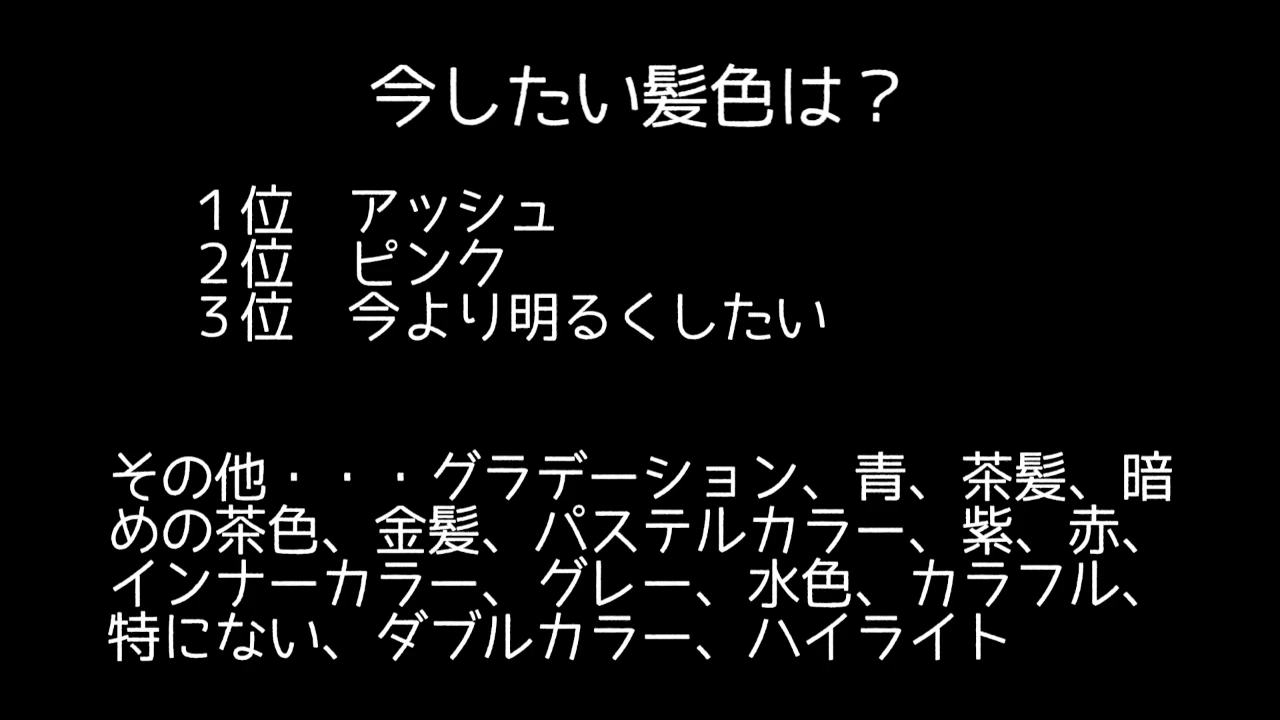 今したい髪色は？
１位　アッシュ
２位　ピンク
３位　今より明るくしたい
その他・・・グラデーション、青、茶髪、暗
めの茶色、金髪、パステルカラー、紫、赤、
インナーカラー、グレー、水色、カラフル、
特にない、ダブルカラー、ハイライト